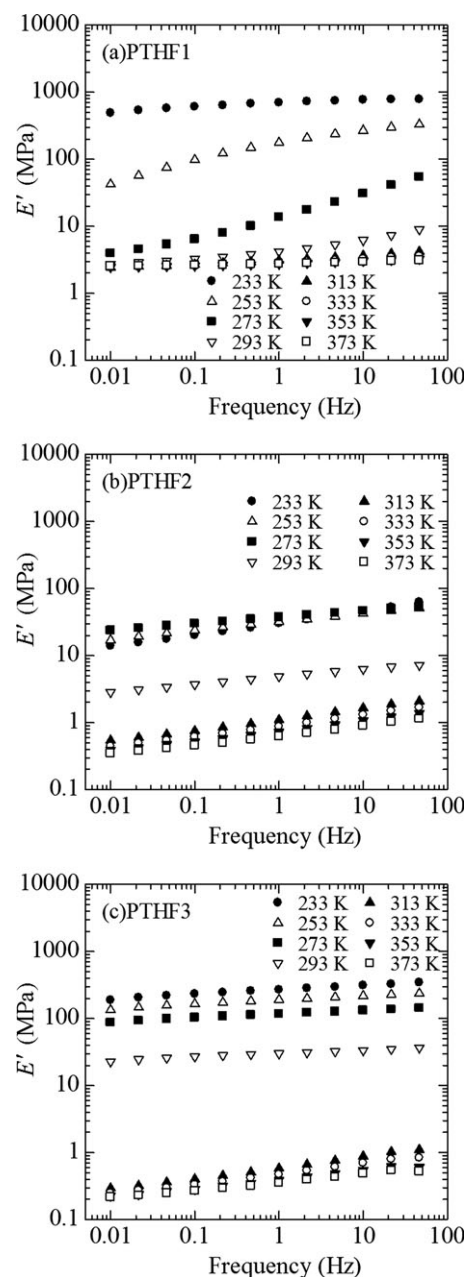 10000
(a)PTHF1
1000
100
10
1
0.1
E′ (MPa)
233 K 313 K
253 K 333 K
273 K 353 K
293 K 373 K
0.01 0.1 1 10 100
Frequency (Hz)
10000
(b)PTHF2
1000
100
10
1
0.1
E′ (MPa)
233 K 313 K
253 K 333 K
273 K 353 K
293 K 373 K
0.01 0.1 1 10 100
Frequency (Hz)
10000
(c)PTHF3
1000
100
10
1
0.1
E′ (MPa)
233 K 313 K
253 K 333 K
273 K 353 K
293 K 373 K
0.01 0.1 1 10 100
Frequency (Hz)